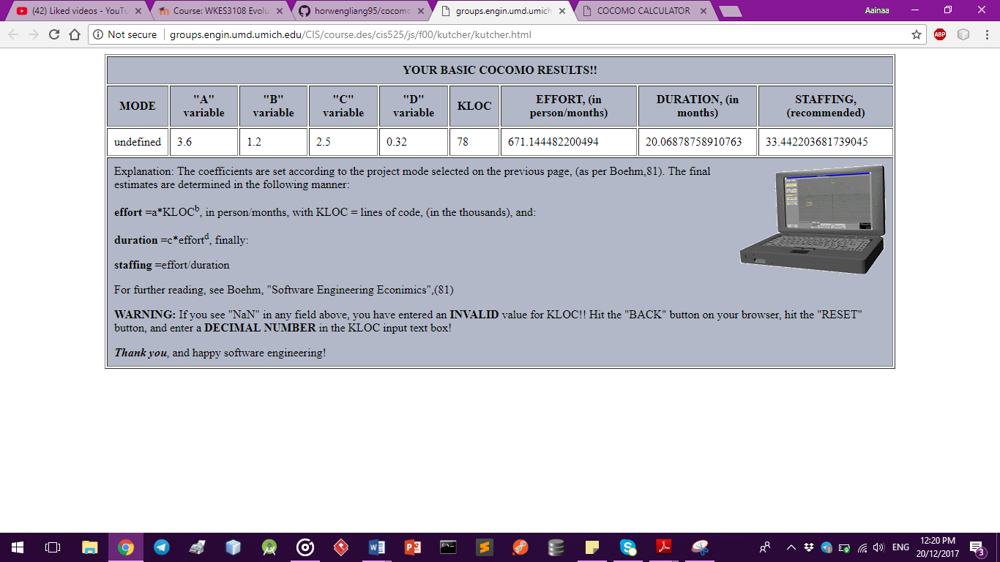 (42) Liked videos - YouTu
Course: WKES3108 Evolu
horwengliang95/cocomo
groups.engin.umd.umich
COCOMO CALCULATOR
Aainaa
Not secure groups.engin.umd.umich.edu/CIS/course.des/cis525/js/f00/kutcher/kutcher.html
ABP
YOUR BASIC COCOMO RESULTS!!
MODE
"A" variable
"B" variable
"C" variable
"D" variable
KLOC
EFFORT, (in person/months)
DURATION, (in months)
STAFFING, (recommended)
undefined 3.6 1.2 2.5 0.32 78 671.144482200494 20.06878758910763 33.442203681739045
Explanation: The coefficients are set according to the project mode selected on the previous page, (as per Boehm,81). The final
estimates are determined in the following manner:
effort =a*KLOCb, in person/months, with KLOC = lines of code, (in the thousands), and:
duration =c*effortd, finally:
staffing =effort/duration
For further reading, see Boehm, "Software Engineering Econimics",(81)
WARNING: If you see "NaN" in any field above, you have entered an INVALID value for KLOC!! Hit the "BACK" button on your browser, hit the "RESET"
button, and enter a DECIMAL NUMBER in the KLOC input text box!
Thank you, and happy software engineering!
ENG
12:20 PM
20/12/2017
3